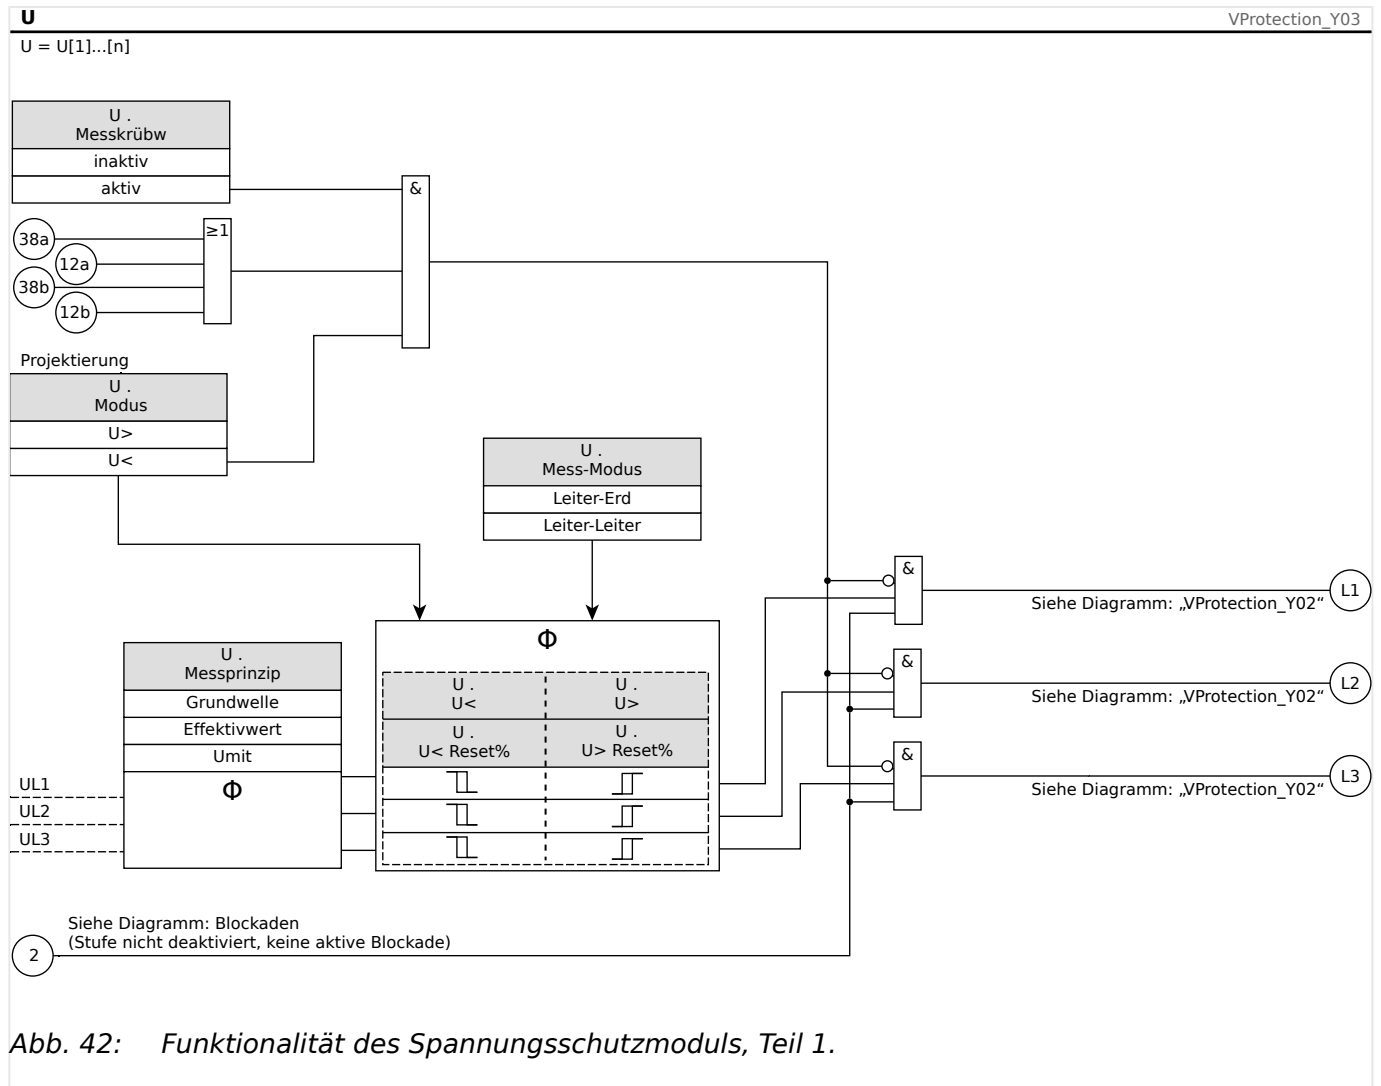 U
VProtection_Y03
U = U[1]...[n]
U .
Messkrübw
inaktiv
aktiv
&
38a
12a
38b
12b
≥1
Projektierung
U .
Modus
U>
U<
U .
Mess-Modus
Leiter-Erd
Leiter-Leiter
&
L1
Siehe Diagramm: „VProtection_Y02“
&
L2
Siehe Diagramm: „VProtection_Y02“
&
L3
Siehe Diagramm: „VProtection_Y02“
U .
Messprinzip
Grundwelle
Effektivwert
Umit
Φ
UL1
UL2
UL3
Φ
U .
U<
U .
U>
U .
U< Reset%
U .
U> Reset%
Siehe Diagramm: Blockaden
(Stufe nicht deaktiviert, keine aktive Blockade)
2
Abb. 42: Funktionalität des Spannungsschutzmoduls, Teil 1.